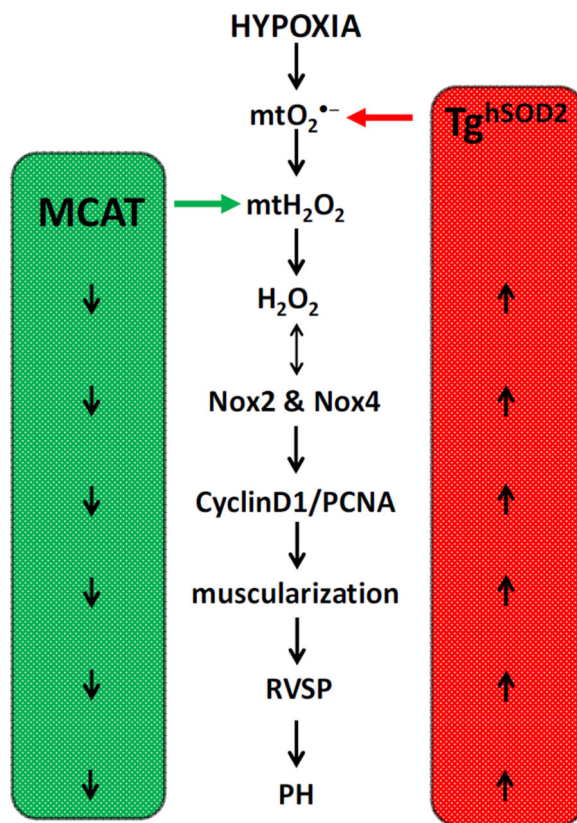 HYPOXIA
mtO₂•− 
Tg^hSOD2
MCAT
mtH₂O₂
H₂O₂
Nox2 & Nox4
CyclinD1/PCNA
muscularization
RVSP
PH